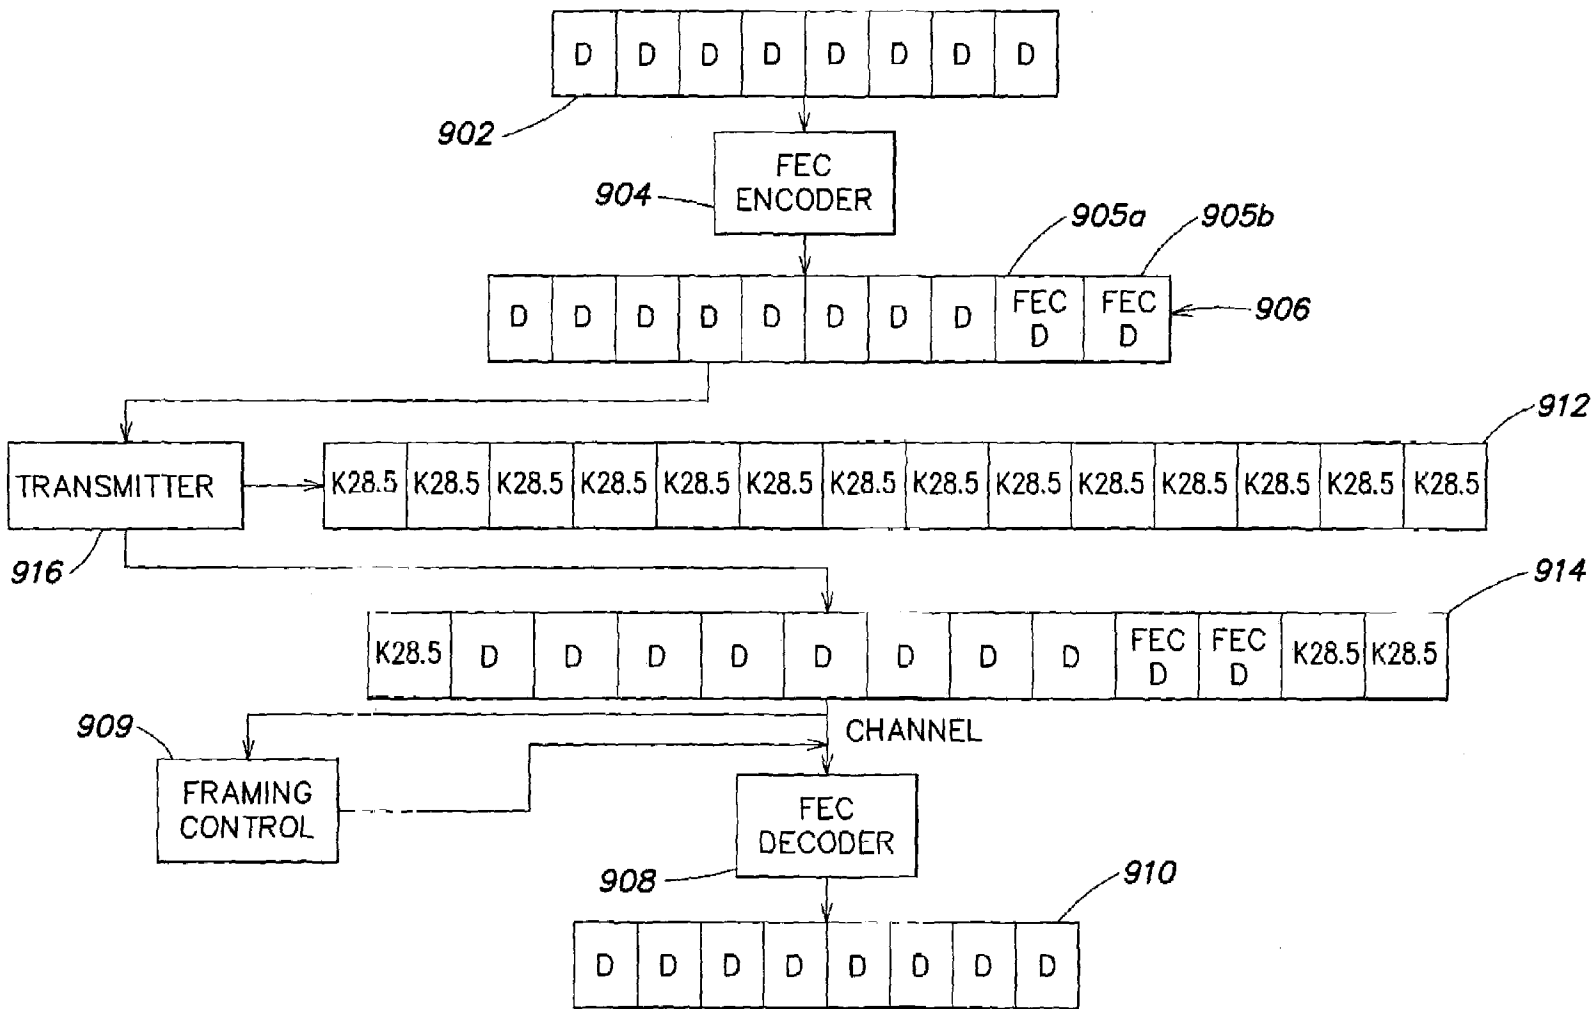 D D D D D D D D
902
FEC
ENCODER
904
905a 905b
D D D D D D D D FEC D FEC D
906
912
TRANSMITTER
K28.5 K28.5 K28.5 K28.5 K28.5 K28.5 K28.5 K28.5 K28.5 K28.5 K28.5 K28.5 K28.5 K28.5
916
914
K28.5 D D D D D D D D FEC D FEC D K28.5 K28.5
909
CHANNEL
FRAMING
CONTROL
FEC
DECODER
908
910
D D D D D D D D